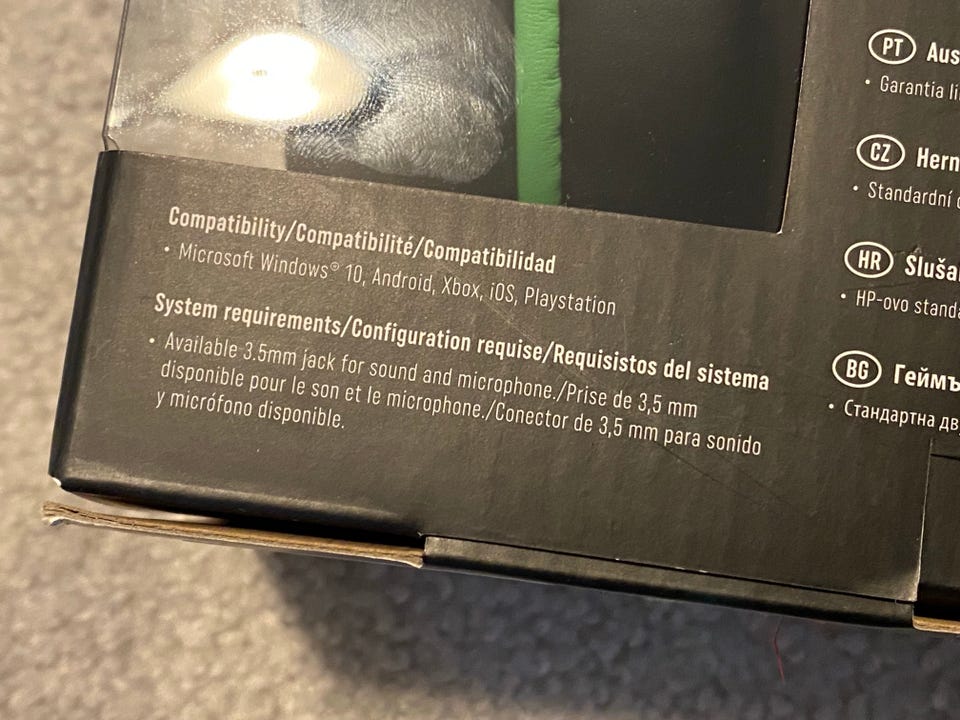 Compatibility/Compatibilité/Compatibilidad
• Microsoft Windows® 10, Android, Xbox, iOS, Playstation
System requirements/Configuration requise/Requisistos del sistema
• Available 3.5mm jack for sound and microphone./Prise de 3,5 mm
disponible pour le son et le microphone./Conector de 3,5 mm para sonido
y micrófono disponible.
PT
• Garantia
CZ
• Standardní
HR
• HP-ovo
BG
• Стандартна